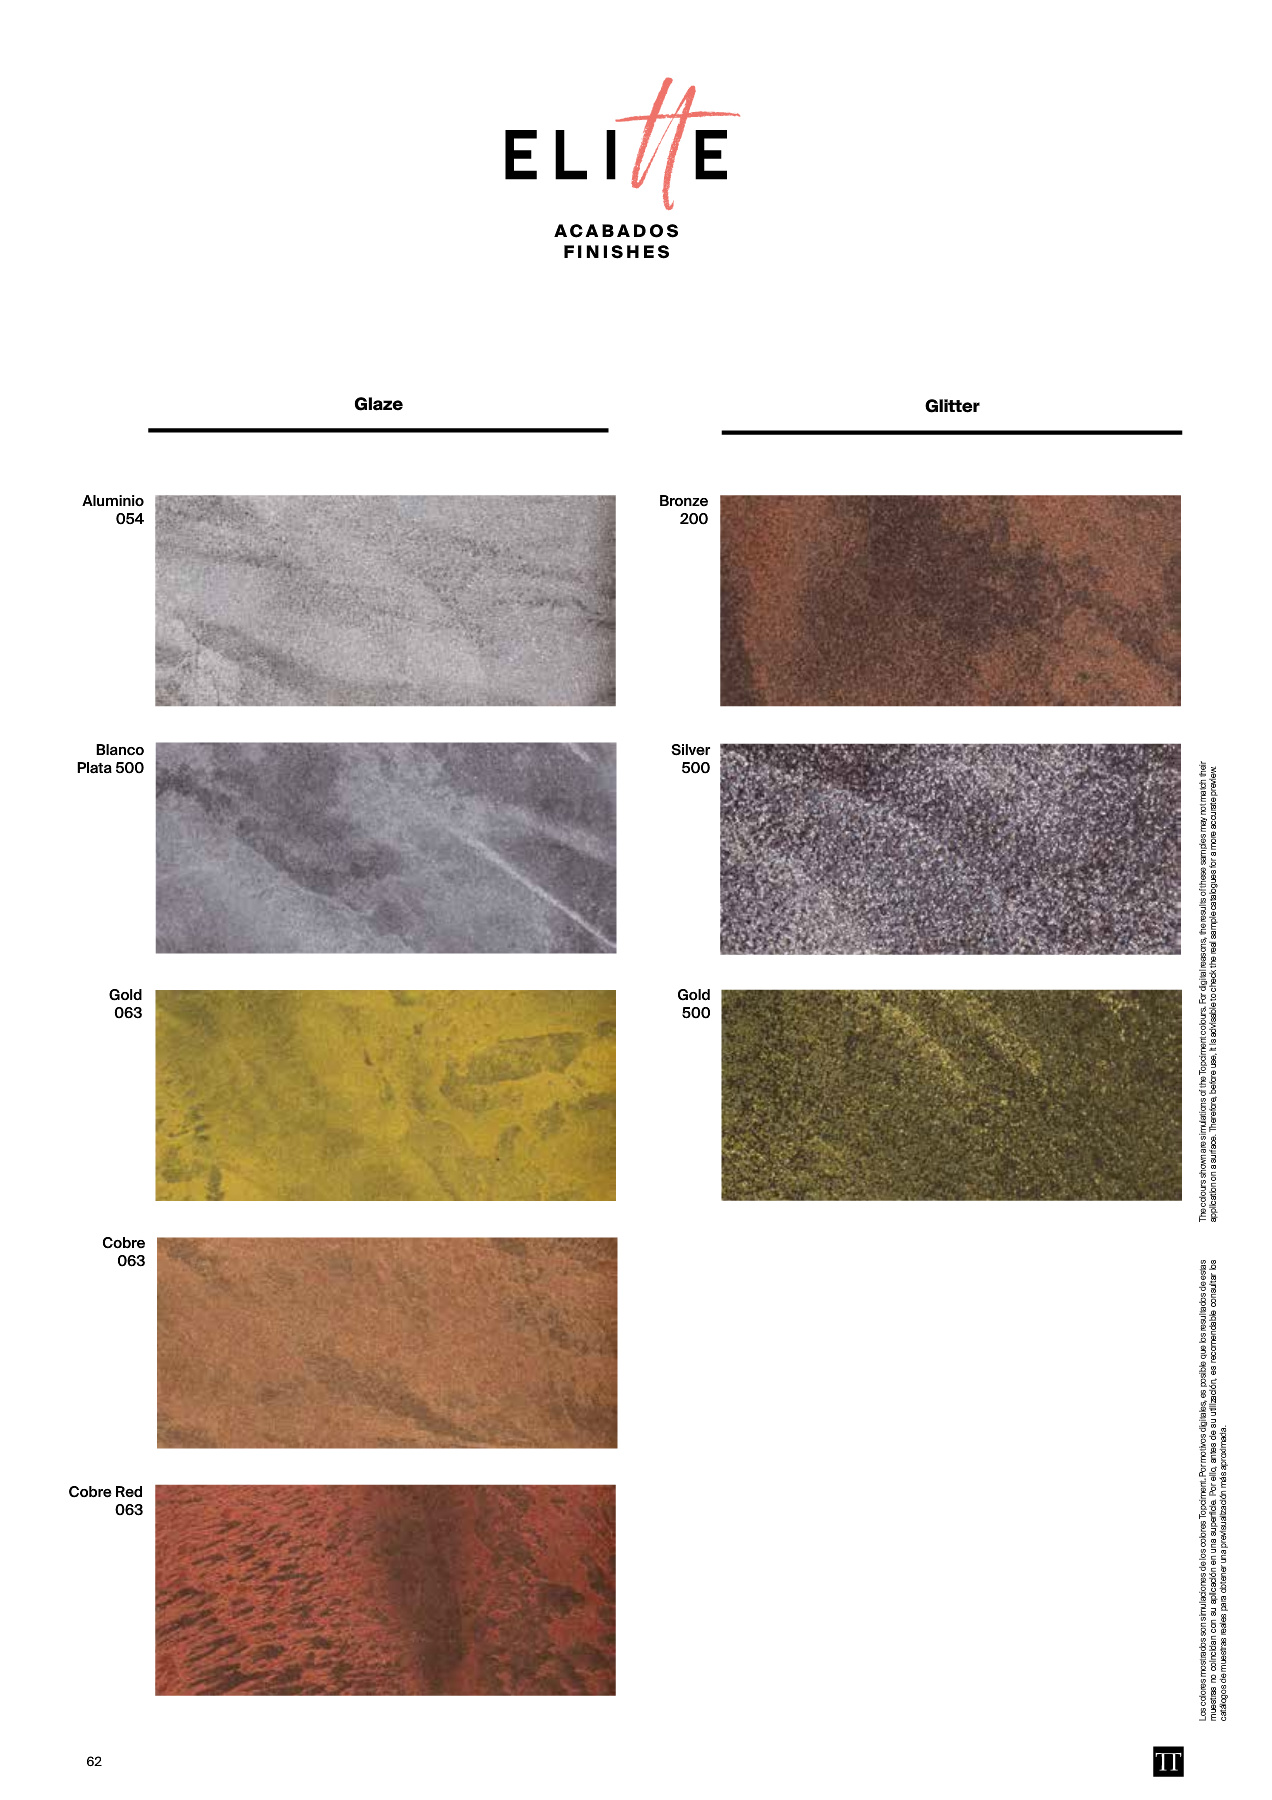 ELITTE
ACABADOS
FINISHES
Glaze
Aluminio
054
Blanco
Plata 500
Gold
063
Cobre
063
Cobre Red
063
Glitter
Bronze
200
Silver
500
Gold
500
The colours shown are simulations of the Topciment colours. For digital reasons, the results of these samples may not match their
application on a surface. Therefore, before use, it is advisable to check the real sample catalogues for a more accurate preview.
Los colores mostrados son simulaciones de los colores Topciment. Por motivos digitales, es posible que los resultados de estas
muestras no coincidan con su aplicación en una superficie. Por ello, antes de su utilización, es recomendable consultar los
catálogos de muestras reales para obtener una previsualización más aproximada.
62
TT